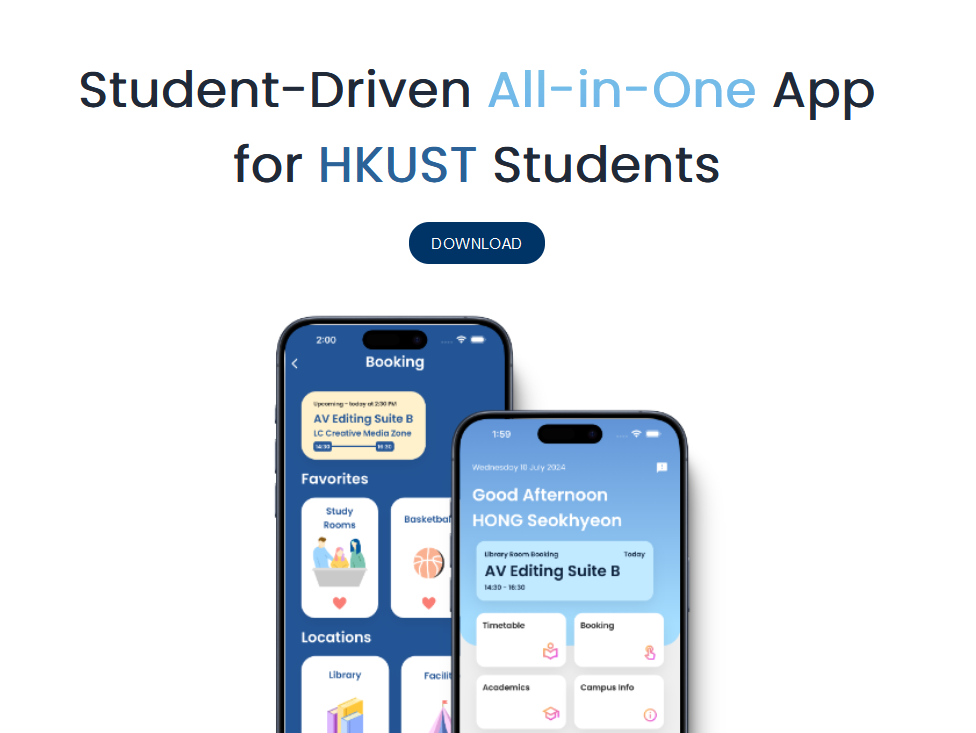 Student-Driven All-in-One App
for HKUST Students
DOWNLOAD
2:00
Booking
Upcoming - today at 2:30 PM
AV Editing Suite B
LC Creative Media Zone
14:30 16:30
Favorites
Study
Rooms
Basketbal
Locations
Library
Facilit
1:59
Wednesday 18 July 2024
Good Afternoon
HONG Seokhyeon
Library Room Booking Today
AV Editing Suite B
14:30 - 16:30
Timetable Booking
Academics Campus Info